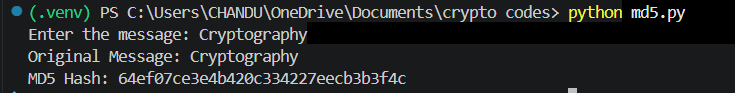 (.venv) PS C:\Users\CHANDU\OneDrive\Documents\crypto codes> python md5.py
Enter the message: Cryptography
Original Message: Cryptography
MD5 Hash: 64ef07ce3e4b420c334227eecb3b3f4c